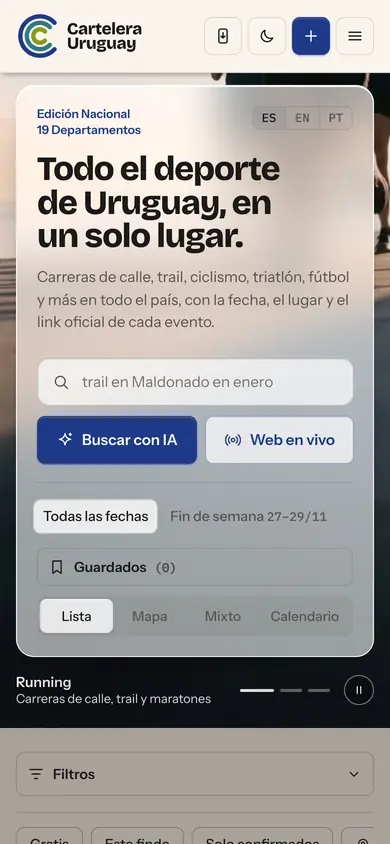 Cartelera
Uruguay
Edición Nacional
19 Departamentos
ES EN PT
Todo el deporte
de Uruguay, en
un solo lugar.
Carreras de calle, trail, ciclismo, triatlón, fútbol
y más en todo el país, con la fecha, el lugar y el
link oficial de cada evento.
trail en Maldonado en enero
Buscar con IA
Web en vivo
Todas las fechas
Fin de semana 27–29/11
Guardados (0)
Lista Mapa Mixto Calendario
Running
Carreras de calle, trail y maratones
Filtros
Gratis Este finde Solo confirmados